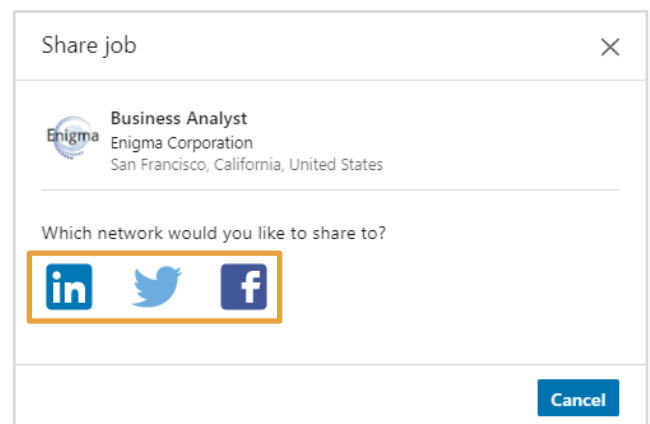 Share job
Enigma
Business Analyst
Enigma Corporation
San Francisco, California, United States
Which network would you like to share to?
in
f
Cancel